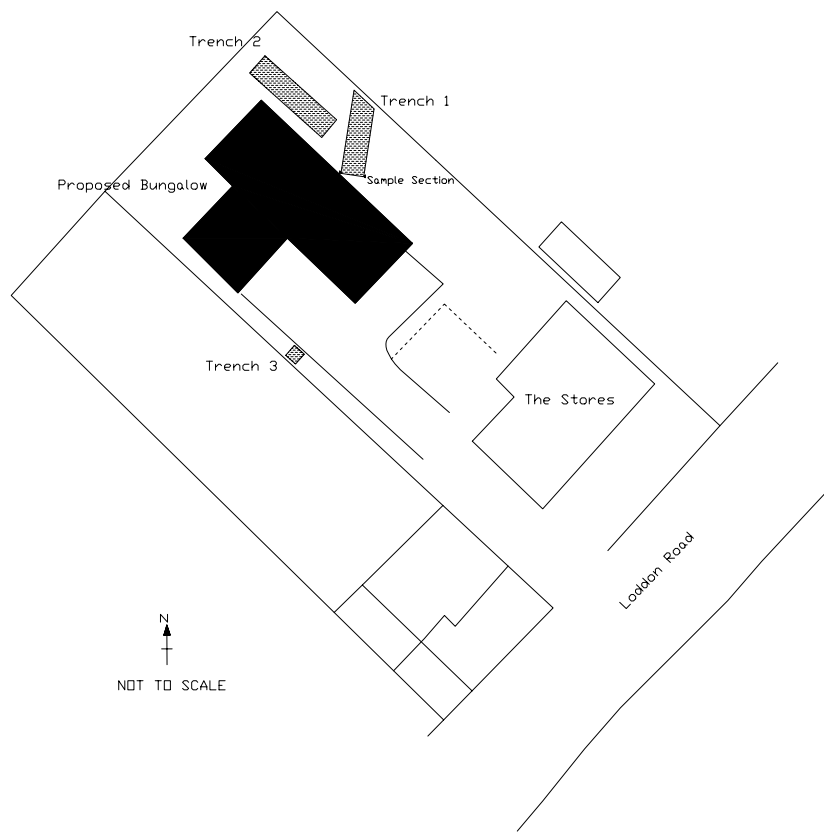 Trench 2
Trench 1
Sample Section
Proposed Bungalow
Trench 3
The Stores
Loddon Road
N
NOT TO SCALE